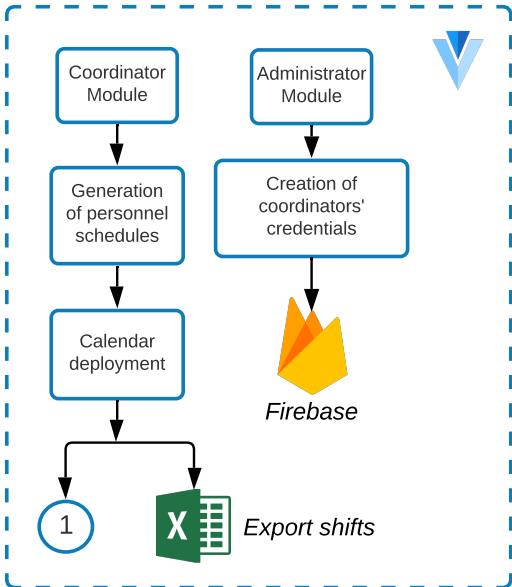 Coordinator
Module
Administrator
Module
Generation
of personnel
schedules
Creation of
coordinators'
credentials
Calendar
deployment
Firebase
1
X
Export shifts